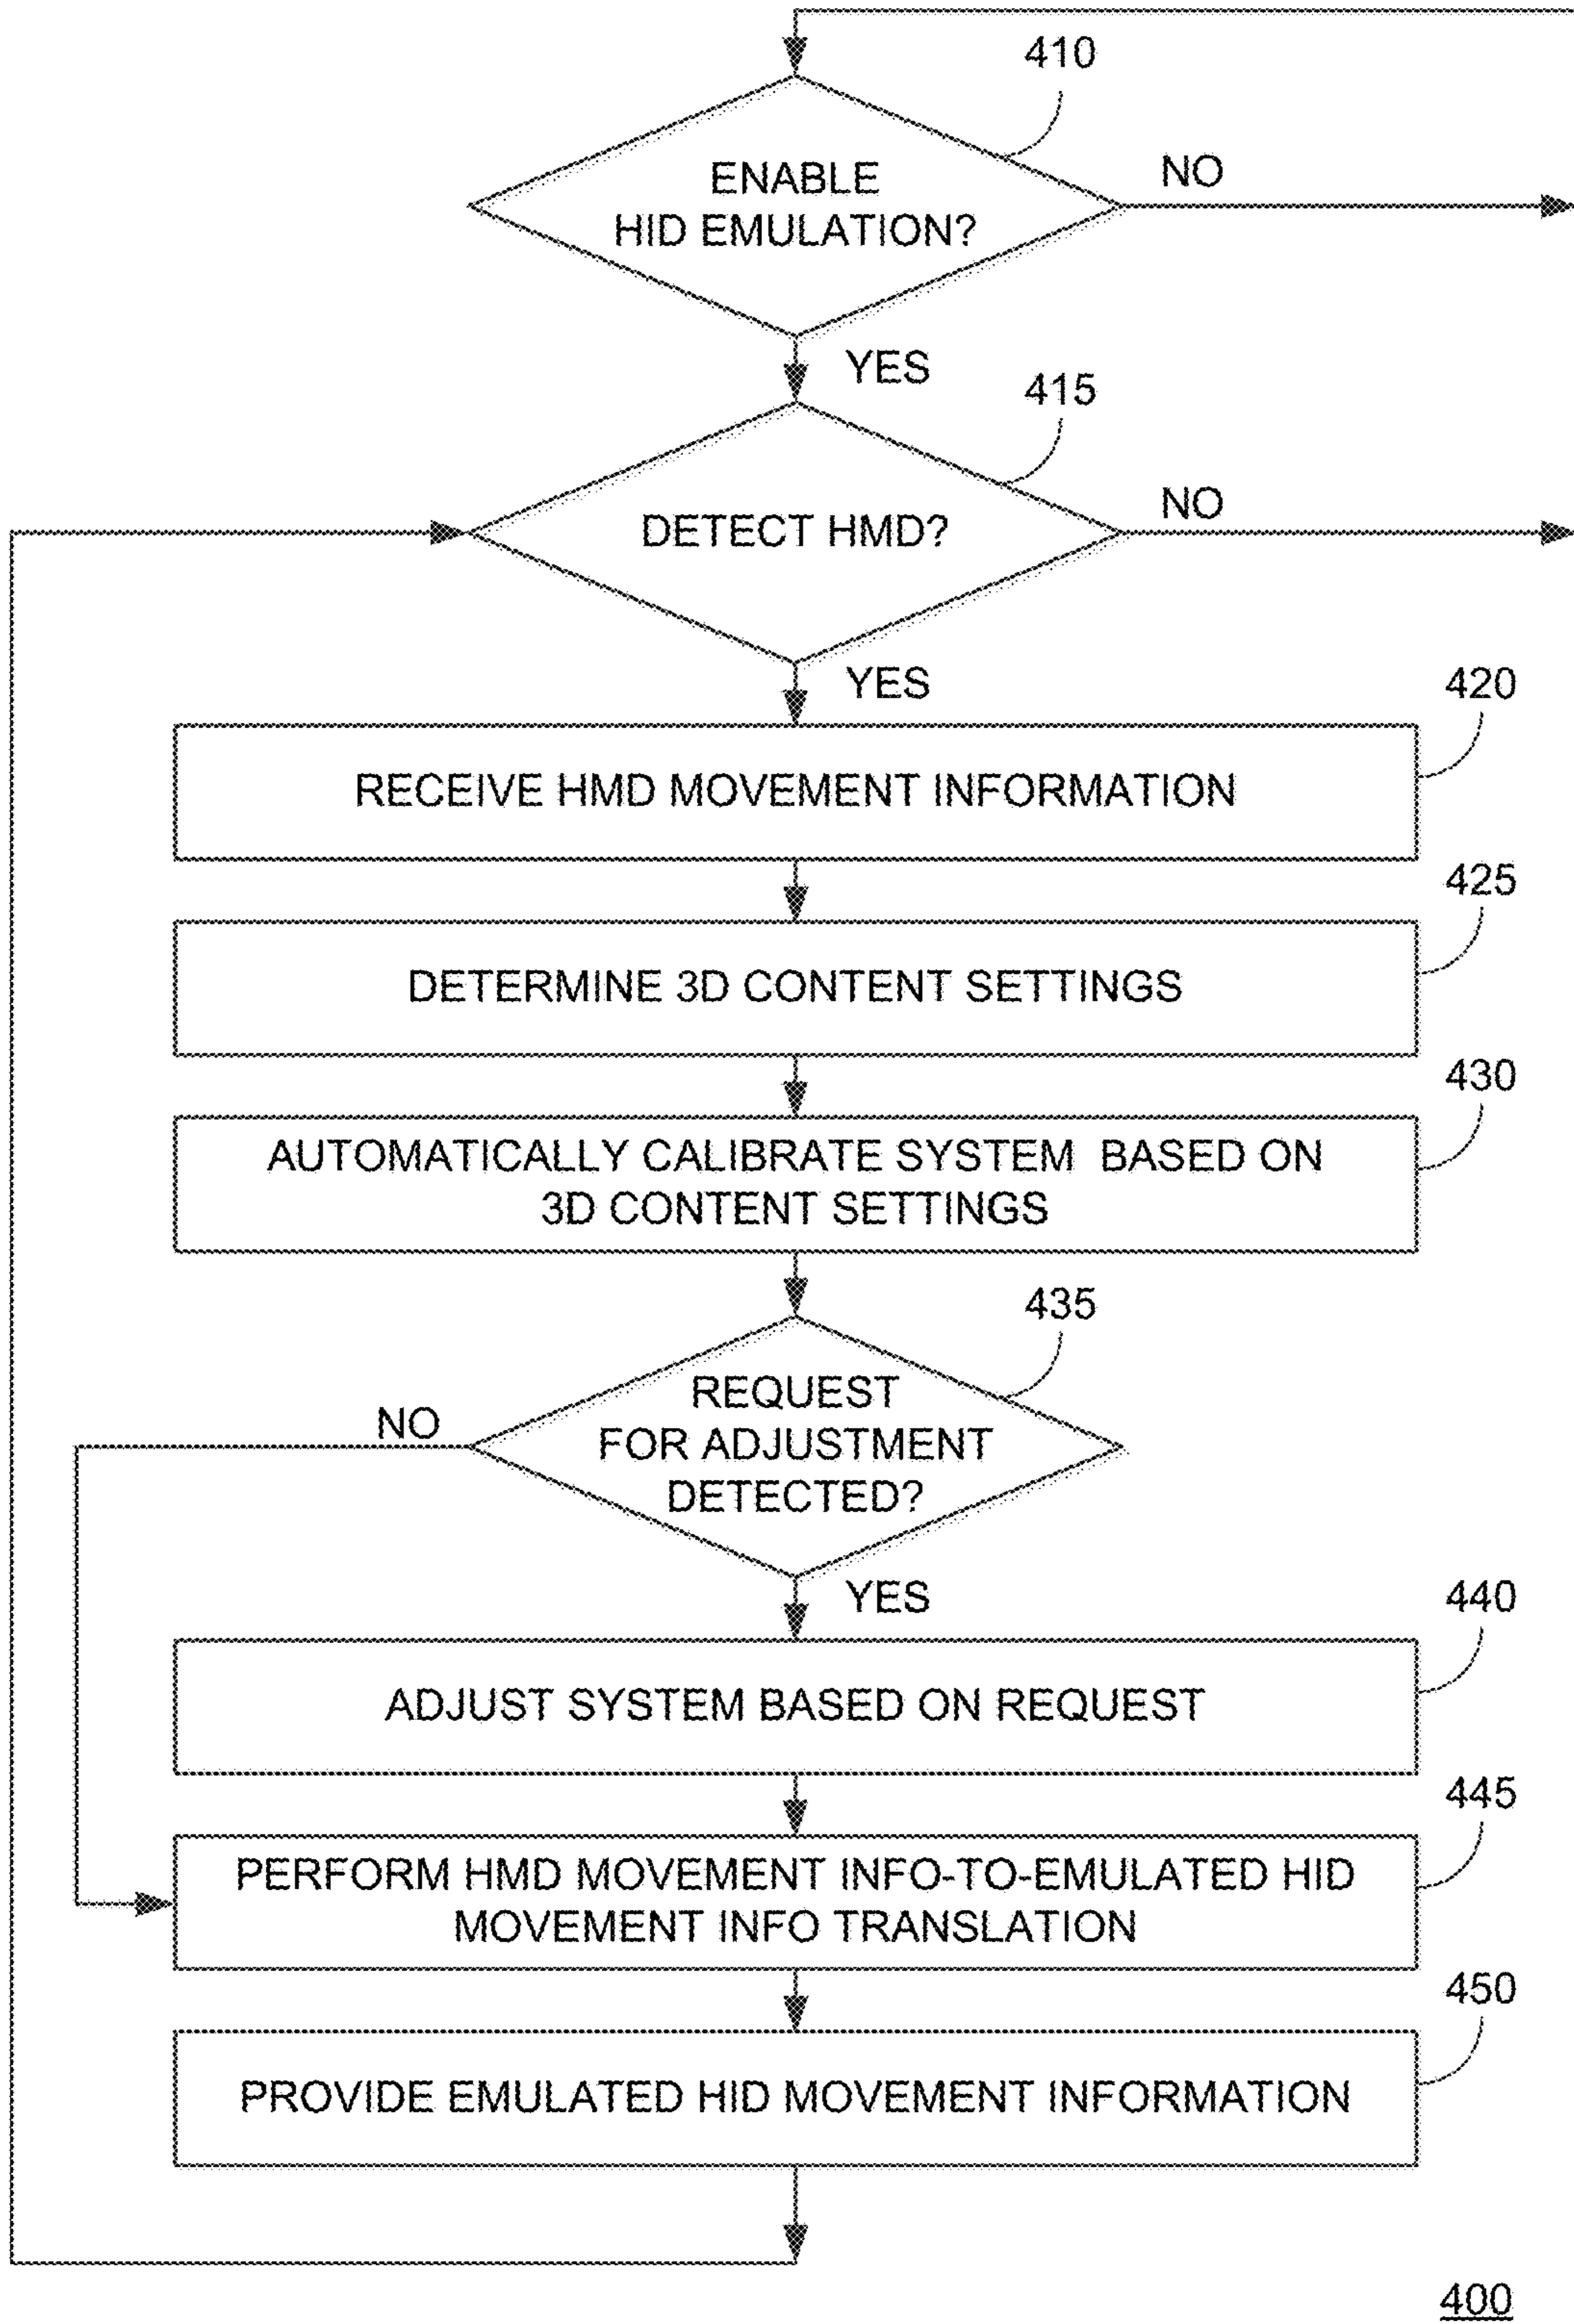 410
ENABLE
HID EMULATION?
NO
YES
415
DETECT HMD?
NO
YES
420
RECEIVE HMD MOVEMENT INFORMATION
425
DETERMINE 3D CONTENT SETTINGS
430
AUTOMATICALLY CALIBRATE SYSTEM BASED ON
3D CONTENT SETTINGS
435
REQUEST
FOR ADJUSTMENT
DETECTED?
NO
YES
440
ADJUST SYSTEM BASED ON REQUEST
445
PERFORM HMD MOVEMENT INFO-TO-EMULATED HID
MOVEMENT INFO TRANSLATION
450
PROVIDE EMULATED HID MOVEMENT INFORMATION
400